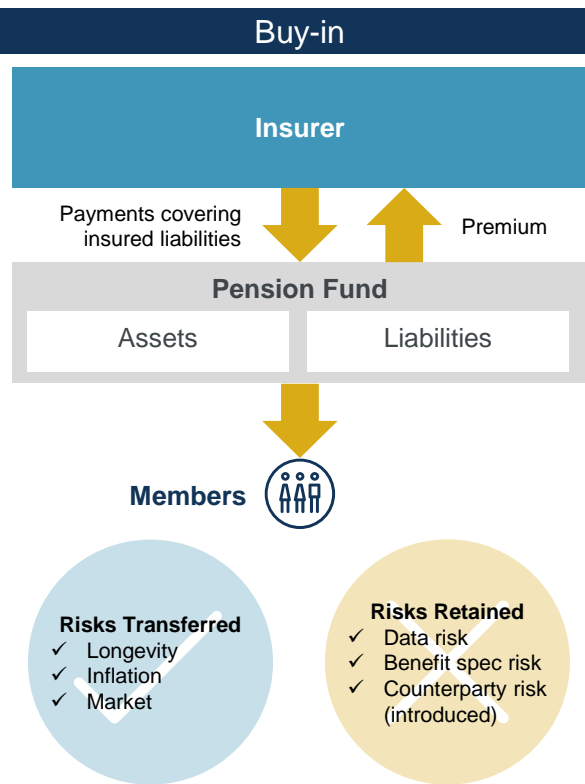 Buy-in
Insurer
Payments covering
insured liabilities
Premium
Pension Fund
Assets
Liabilities
Members
Risks Transferred
✓ Longevity
✓ Inflation
✓ Market
Risks Retained
✓ Data risk
✓ Benefit spec risk
✓ Counterparty risk
(introduced)